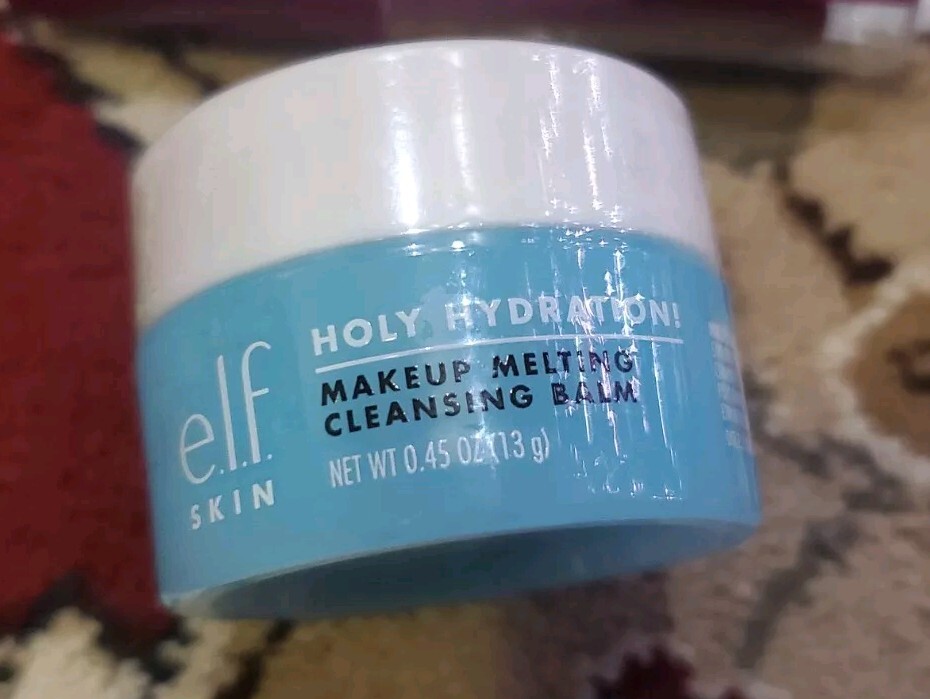 HOLY HYDRATION!
MAKEUP MELTING
CLEANSING BALM
NET WT 0.45 OZ (13 g)
e.l.f.
SKIN